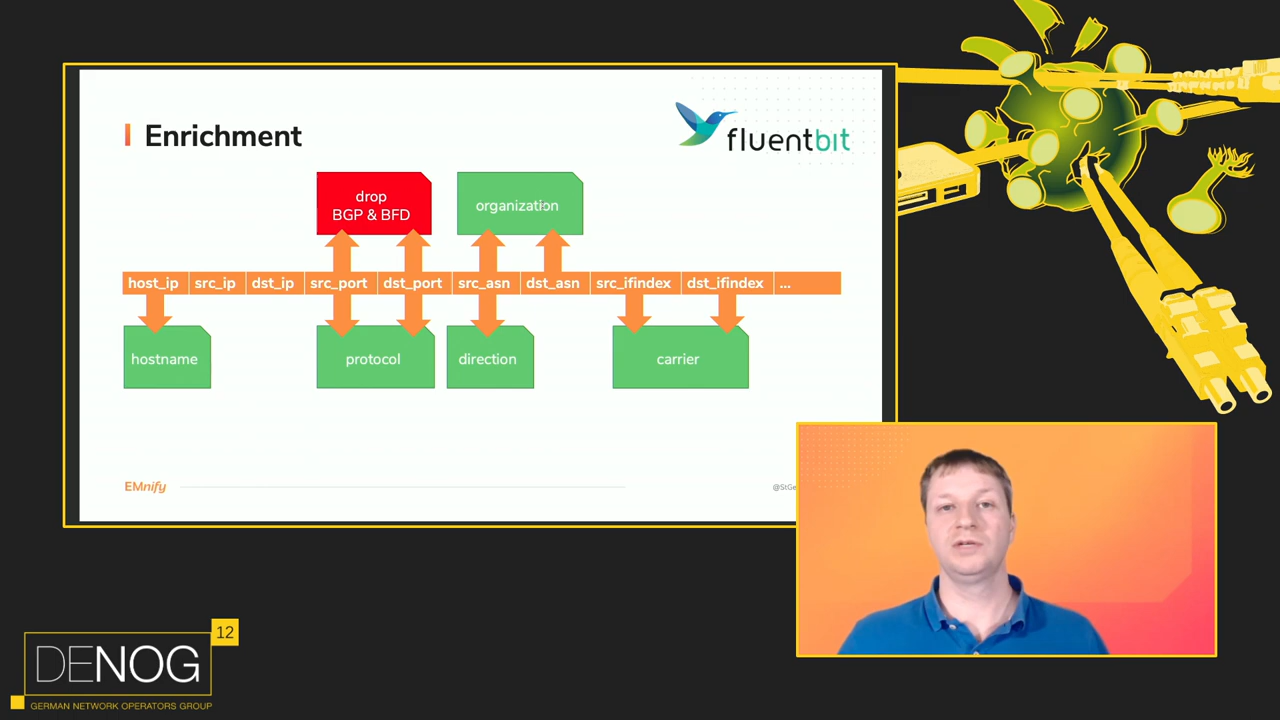 Enrichment
fluentbit
drop
BGP & BFD
organization
host_ip src_ip dst_ip src_port dst_port src_asn dst_asn src_ifindex dst_ifindex ...
hostname protocol direction carrier
EMnify
DENOG 12
GERMAN NETWORK OPERATORS GROUP